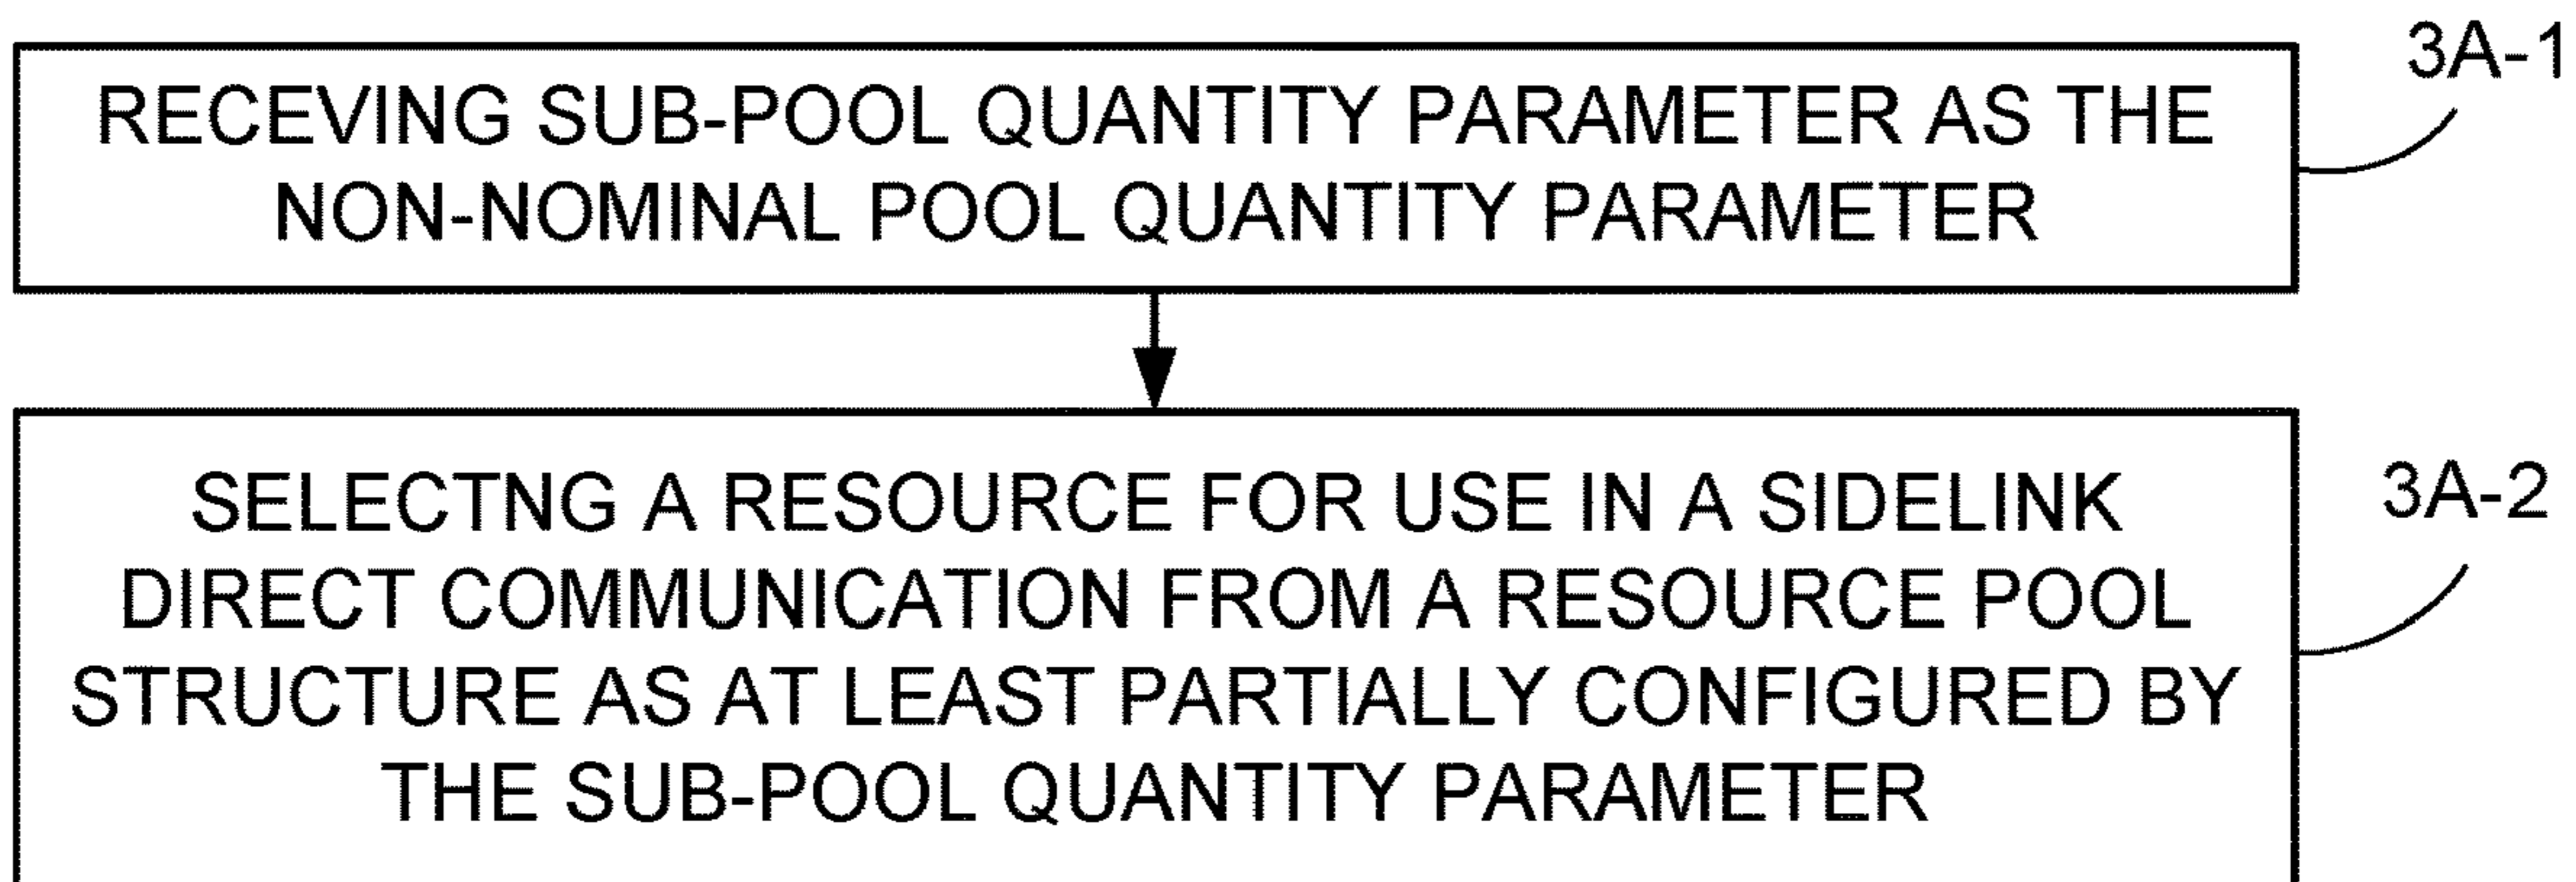 3A-1
RECEVING SUB-POOL QUANTITY PARAMETER AS THE
NON-NOMINAL POOL QUANTITY PARAMETER
SELECTNG A RESOURCE FOR USE IN A SIDELINK
3A-2
DIRECT COMMUNICATION FROM A RESOURCE POOL
STRUCTURE AS AT LEAST PARTIALLY CONFIGURED BY
THE SUB-POOL QUANTITY PARAMETER